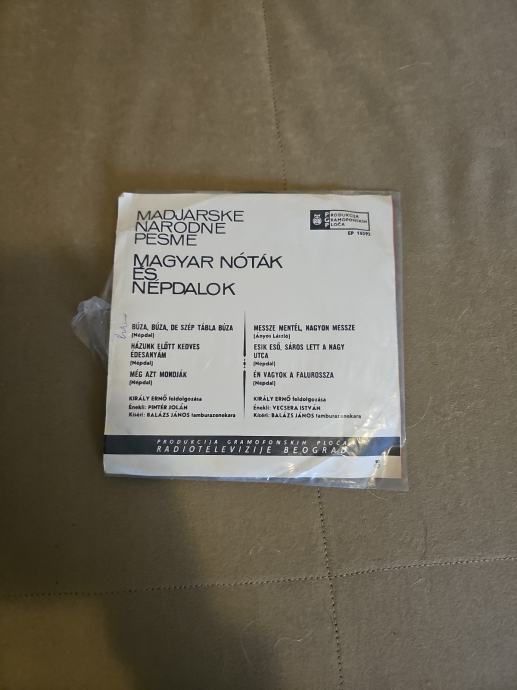 MADJARSKE
NARODNE
PESME
PRODUKCIJA
GRAMOFONSKIH
PLOČA
MAGYAR NÓTÁK
ÉS
NÉPDALOK
BÚZA, BÚZA, DE SZÉP TÁBLA BÚZA
(Népdal)
HÁZUNK ELŐTT KEDVES
ÉDESANYÁM
(Népdal)
MÉG AZT MONDJÁK
(Népdal)
KIRÁLY ERNŐ feldolgozása
Énekli: PINTÉR JOLÁN
Kíséri: BALÁZS JÁNOS tamburazenekara
MESSZE MENTÉL, NAGYON MESSZE
(Ányos László)
ESIK ESŐ, SÁROS LETT A NAGY
UTCA
(Népdal)
ÉN VAGYOK A FALUROSSZA
(Népdal)
KIRÁLY ERNŐ feldolgozása
Énekli: VECSERA ISTVÁN
Kíséri: BALÁZS JÁNOS tamburazenekara
PRODUKCIJA GRAMOFONSKIH PLOČA
RADIOTELEVIZIJE BEOGRAD